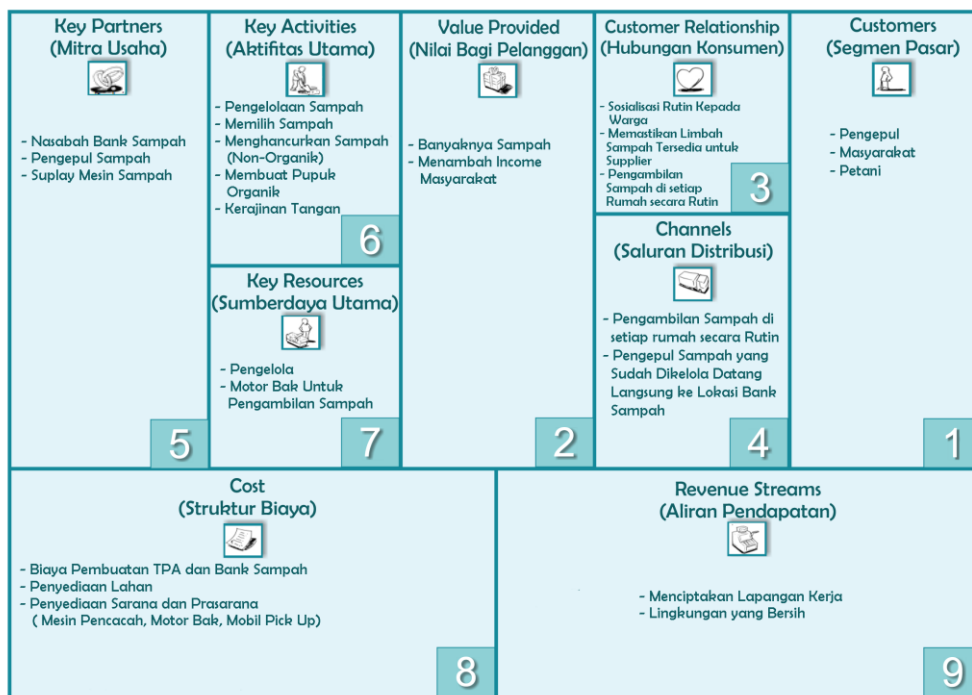 Key Partners
(Mitra Usaha)
- Nasabah Bank Sampah
- Pengepul Sampah
- Suplay Mesin Sampah
5
Key Activities
(Aktifitas Utama)
- Pengelolaan Sampah
- Memilih Sampah
- Menghancurkan Sampah
(Non-Organik)
- Membuat Pupuk
Organik
- Kerajinan Tangan
6
Key Resources
(Sumberdaya Utama)
- Pengelola
- Motor Bak Untuk
Pengambilan Sampah
7
Value Provided
(Nilai Bagi Pelanggan)
- Banyaknya Sampah
- Menambah Income
Masyarakat
2
Customer Relationship
(Hubungan Konsumen)
- Sosialisasi Rutin Kepada
Warga
- Memastikan Limbah
Sampah Tersedia untuk
Supplier
- Pengambilan
Sampah di setiap
Rumah secara Rutin
3
Channels
(Saluran Distribusi)
- Pengambilan Sampah di
setiap rumah secara Rutin
- Pengepul Sampah yang
Sudah Dikelola Datang
Langsung ke Lokasi Bank
Sampah
4
Customers
(Segmen Pasar)
- Pengepul
- Masyarakat
- Petani
1
Cost
(Struktur Biaya)
- Biaya Pembuatan TPA dan Bank Sampah
- Penyediaan Lahan
- Penyediaan Sarana dan Prasarana
( Mesin Pencacah, Motor Bak, Mobil Pick Up)
8
Revenue Streams
(Aliran Pendapatan)
- Menciptakan Lapangan Kerja
- Lingkungan yang Bersih
9